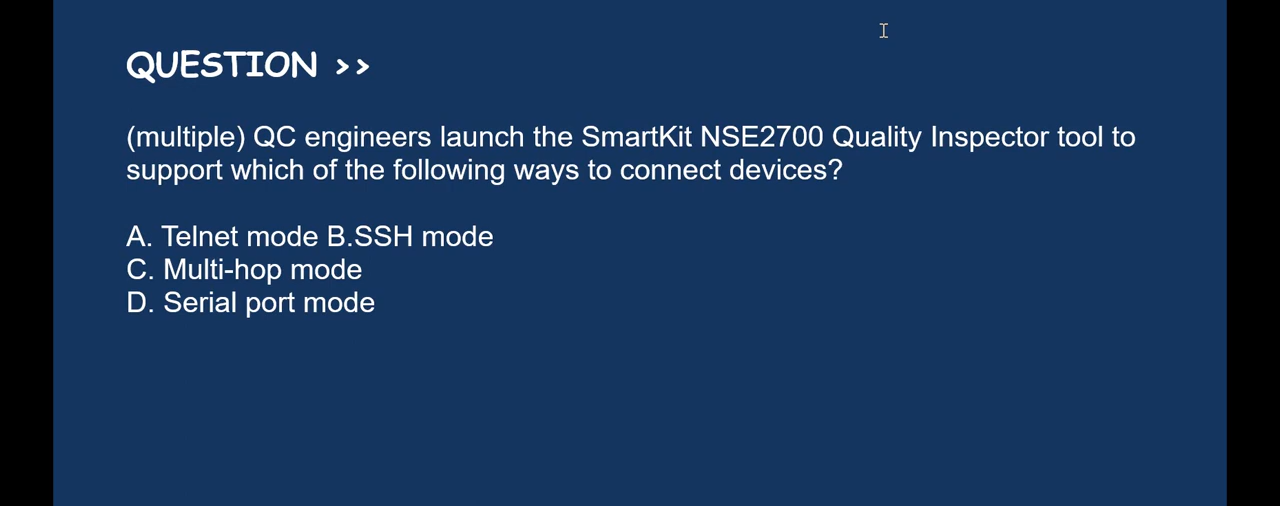 QUESTION >>
(multiple) QC engineers launch the SmartKit NSE2700 Quality Inspector tool to
support which of the following ways to connect devices?
A. Telnet mode B.SSH mode
C. Multi-hop mode
D. Serial port mode